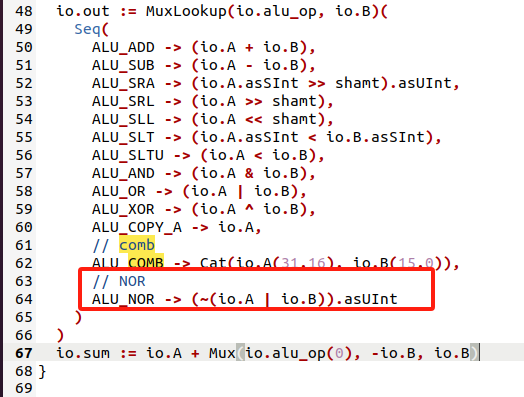 48 io.out := MuxLookup(io.alu_op, io.B)(
49 Seq(
50 ALU_ADD -> (io.A + io.B),
51 ALU_SUB -> (io.A - io.B),
52 ALU_SRA -> (io.A.asSInt >> shamt).asUInt,
53 ALU_SRL -> (io.A >> shamt),
54 ALU_SLL -> (io.A << shamt),
55 ALU_SLT -> (io.A.asSInt < io.B.asSInt),
56 ALU_SLTU -> (io.A < io.B),
57 ALU_AND -> (io.A & io.B),
58 ALU_OR -> (io.A | io.B),
59 ALU_XOR -> (io.A ^ io.B),
60 ALU_COPY_A -> io.A,
61 // comb
62 ALU_COMB -> Cat(io.A(31,16), io.B(15,0)),
63 // NOR
64 ALU_NOR -> (~(io.A | io.B)).asUInt
65 )
66 )
67 io.sum := io.A + Mux(io.alu_op(0), -io.B, io.B)
68 }
69